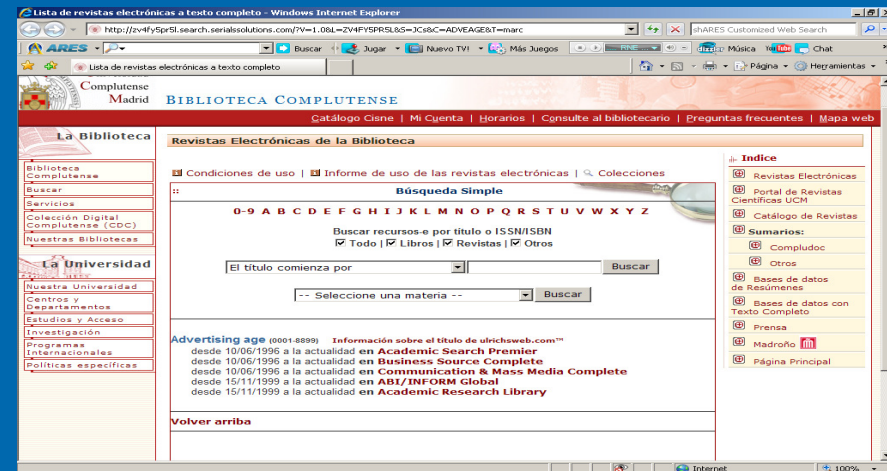 Lista de revistas electrónicas a texto completo - Windows Internet Explorer
http://zv4fy5pr5l.search.serialssolutions.com/?V=1.0&L=ZV4FY5PR5L&S=JCs&C=ADVEAGE&T=marc
shARES Customized Web Search
ARES
Buscar
Jugar
Nuevo TV!
Más Juegos
RNE
Música
YouTube
Chat
Lista de revistas electrónicas a texto completo
Página
Herramientas
Complutense
Madrid
BIBLIOTECA COMPLUTENSE
Catálogo Cisne | Mi Cuenta | Horarios | Consulte al bibliotecario | Preguntas frecuentes | Mapa web
La Biblioteca
Biblioteca
Complutense
Buscar
Servicios
Colección Digital
Complutense (CDC)
Nuestras Bibliotecas
La Universidad
Nuestra Universidad
Centros y
Departamentos
Estudios y Acceso
Investigación
Programas
Internacionales
Políticas específicas
Revistas Electrónicas de la Biblioteca
Condiciones de uso | Informe de uso de las revistas electrónicas | Colecciones
:: Búsqueda Simple
0-9 A B C D E F G H I J K L M N O P Q R S T U V W X Y Z
Buscar recursos-e por título o ISSN/ISBN
Todo | Libros | Revistas | Otros
El título comienza por
Buscar
-- Seleccione una materia --
Buscar
Advertising age (0001-8899) Información sobre el título de ulrichsweb.com™
desde 10/06/1996 a la actualidad en Academic Search Premier
desde 10/06/1996 a la actualidad en Business Source Complete
desde 10/06/1996 a la actualidad en Communication & Mass Media Complete
desde 15/11/1999 a la actualidad en ABI/INFORM Global
desde 15/11/1999 a la actualidad en Academic Research Library
Volver arriba
Indice
Revistas Electrónicas
Portal de Revistas
Científicas UCM
Catálogo de Revistas
Sumarios:
Compludoc
Otros
Bases de datos
de Resúmenes
Bases de datos con
Texto Completo
Prensa
Madroño
Página Principal
Internet
100%